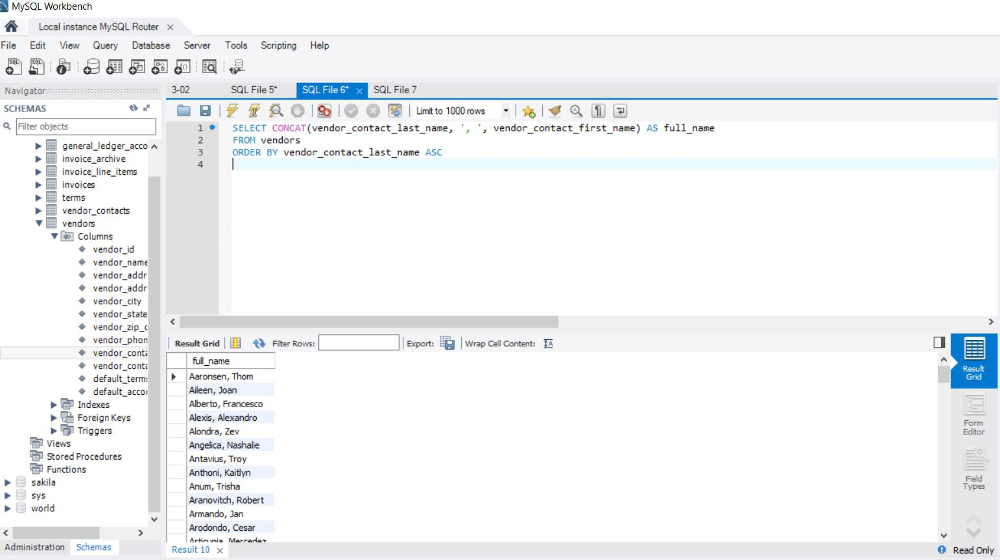 MySQL Workbench
Local instance MySQL Router
File Edit View Query Database Server Tools Scripting Help
SQL SQL
Navigator
SCHEMAS
Filter objects
general_ledger_acco
invoice_archive
invoice_line_items
invoices
terms
vendor_contacts
vendors
Columns
vendor_id
vendor_name
vendor_addr
vendor_addr
vendor_city
vendor_state
vendor_zip_c
vendor_phon
vendor_conta
vendor_conta
default_terms
default_accou
Indexes
Foreign Keys
Triggers
Views
Stored Procedures
Functions
sakila
sys
world
Administration Schemas
3-02 SQL File 5* SQL File 6* SQL File 7
Limit to 1000 rows
1 SELECT CONCAT(vendor_contact_last_name, ', ', vendor_contact_first_name) AS full_name
2 FROM vendors
3 ORDER BY vendor_contact_last_name ASC
4
Result Grid Filter Rows: Export: Wrap Cell Content:
full_name
Aaronsen, Thom
Aileen, Joan
Alberto, Francesco
Alexis, Alexandro
Alondra, Zev
Angelica, Nashalie
Antavius, Troy
Anthoni, Kaitlyn
Anum, Trisha
Aranovitch, Robert
Armando, Jan
Arodondo, Cesar
Articunia, Mercedez
Result
Grid
Form
Editor
Field
Types
Result 10
Read Only